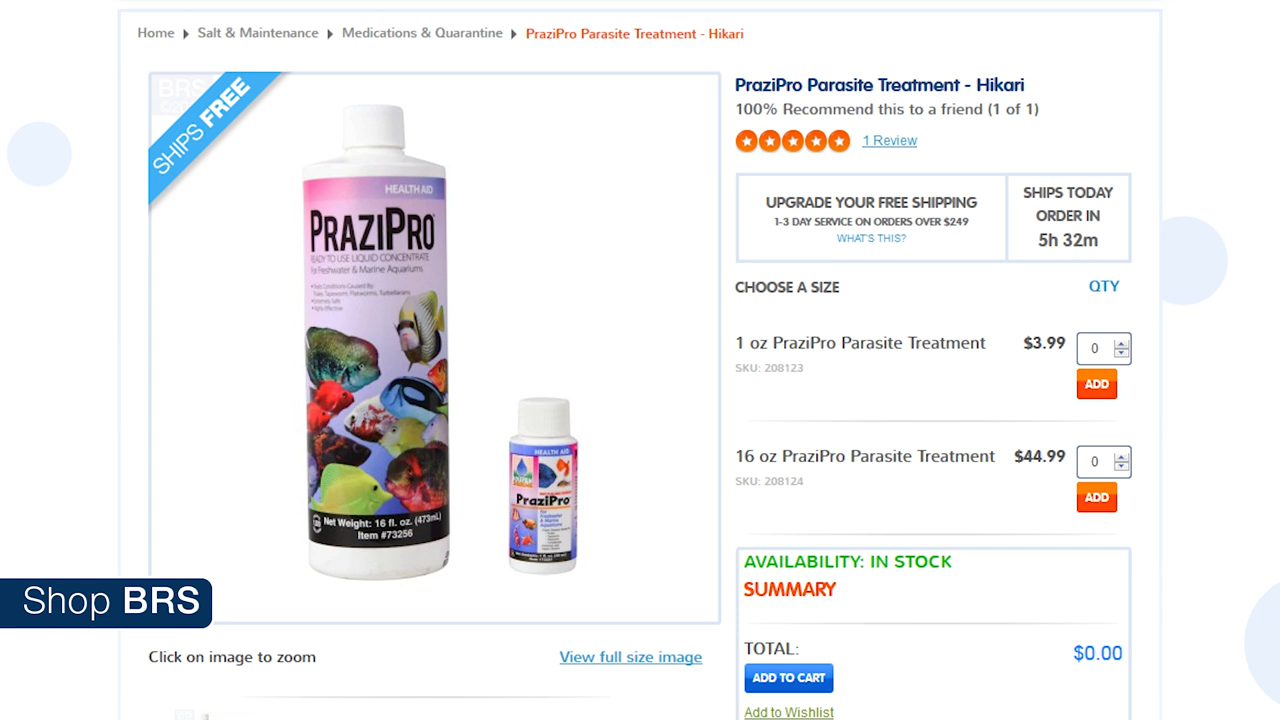 Home ▸ Salt & Maintenance ▸ Medications & Quarantine ▸ PraziPro Parasite Treatment - Hikari
BRS
SHIPS FREE
HEALTH AID
PRAZIPRO
READY TO USE LIQUID CONCENTRATE
For Freshwater & Marine Aquariums
Net Weight: 16 fl. oz. (473mL)
Item #73256
HEALTH AID
PraziPro
Click on image to zoom
View full size image
Shop BRS
PraziPro Parasite Treatment - Hikari
100% Recommend this to a friend (1 of 1)
1 Review
UPGRADE YOUR FREE SHIPPING
1-3 DAY SERVICE ON ORDERS OVER $249
WHAT'S THIS?
SHIPS TODAY
ORDER IN
5h 32m
CHOOSE A SIZE QTY
1 oz PraziPro Parasite Treatment $3.99 0
SKU: 208123
ADD
16 oz PraziPro Parasite Treatment $44.99 0
SKU: 208124
ADD
AVAILABILITY: IN STOCK
SUMMARY
TOTAL: $0.00
ADD TO CART
Add to Wishlist